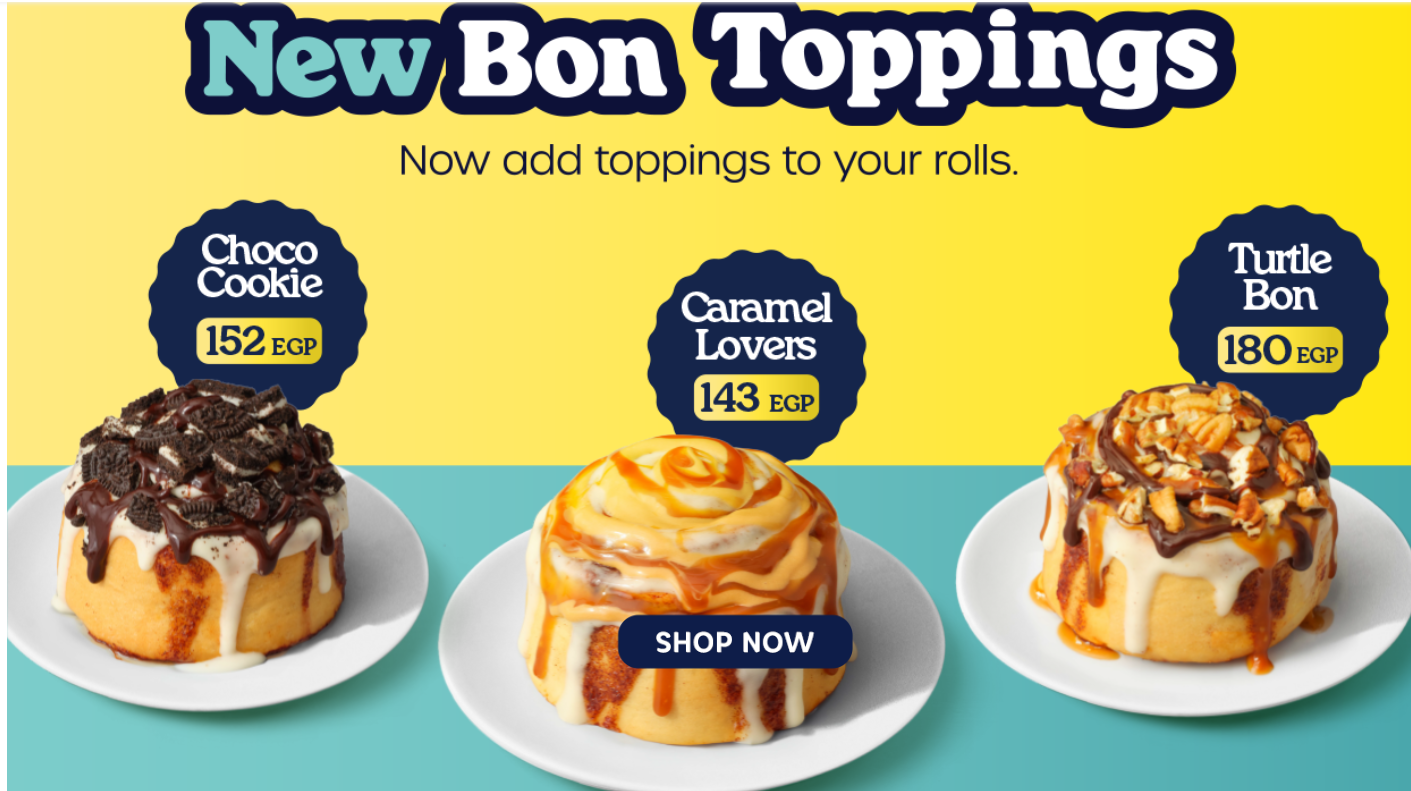 New Bon Toppings
Now add toppings to your rolls.
Choco
Cookie
152 EGP
Caramel
Lovers
143 EGP
Turtle
Bon
180 EGP
SHOP NOW